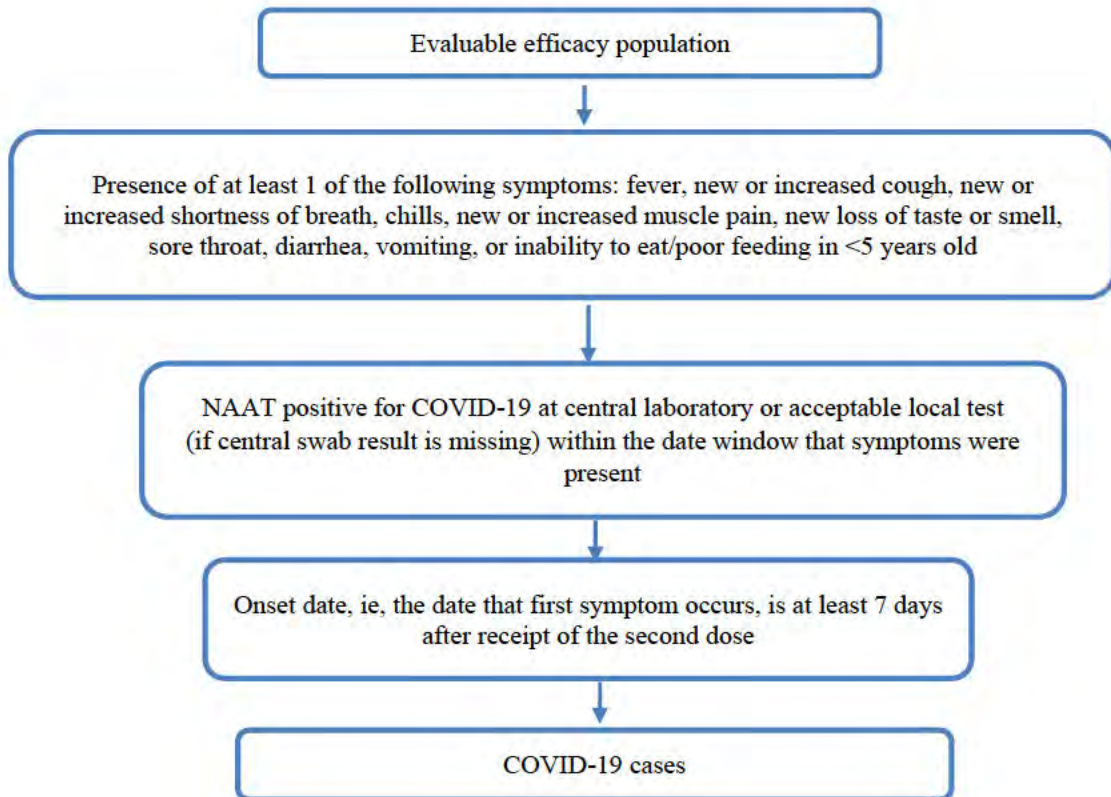 Evaluable efficacy population
Presence of at least 1 of the following symptoms: fever, new or increased cough, new or
increased shortness of breath, chills, new or increased muscle pain, new loss of taste or smell,
sore throat, diarrhea, vomiting, or inability to eat/poor feeding in <5 years old
NAAT positive for COVID-19 at central laboratory or acceptable local test
(if central swab result is missing) within the date window that symptoms were
present
Onset date, ie, the date that first symptom occurs, is at least 7 days
after receipt of the second dose
COVID-19 cases